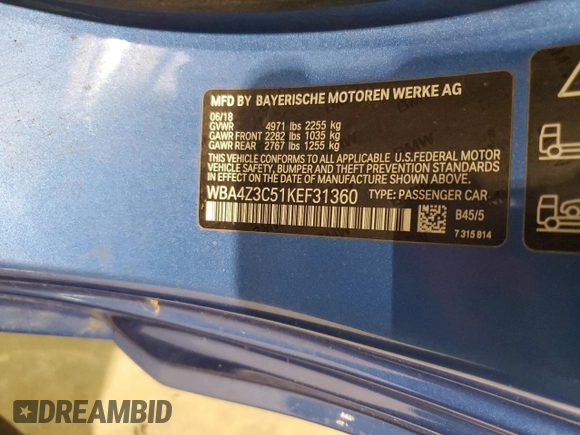 MFD BY BAYERISCHE MOTOREN WERKE AG
06/18
GVWR 4971 lbs 2255 kg
GAWR FRONT 2282 lbs 1035 kg
GAWR REAR 2767 lbs 1255 kg
THIS VEHICLE CONFORMS TO ALL APPLICABLE U.S.FEDERAL MOTOR
VEHICLE SAFETY, BUMPER AND THEFT PREVENTION STANDARDS
IN EFFECT ON THE DATE OF MANUFACTURE SHOWN ABOVE.
WBA4Z3C51KEF31360 TYPE: PASSENGER CAR
B45/5
7 315 814
DREAMBID